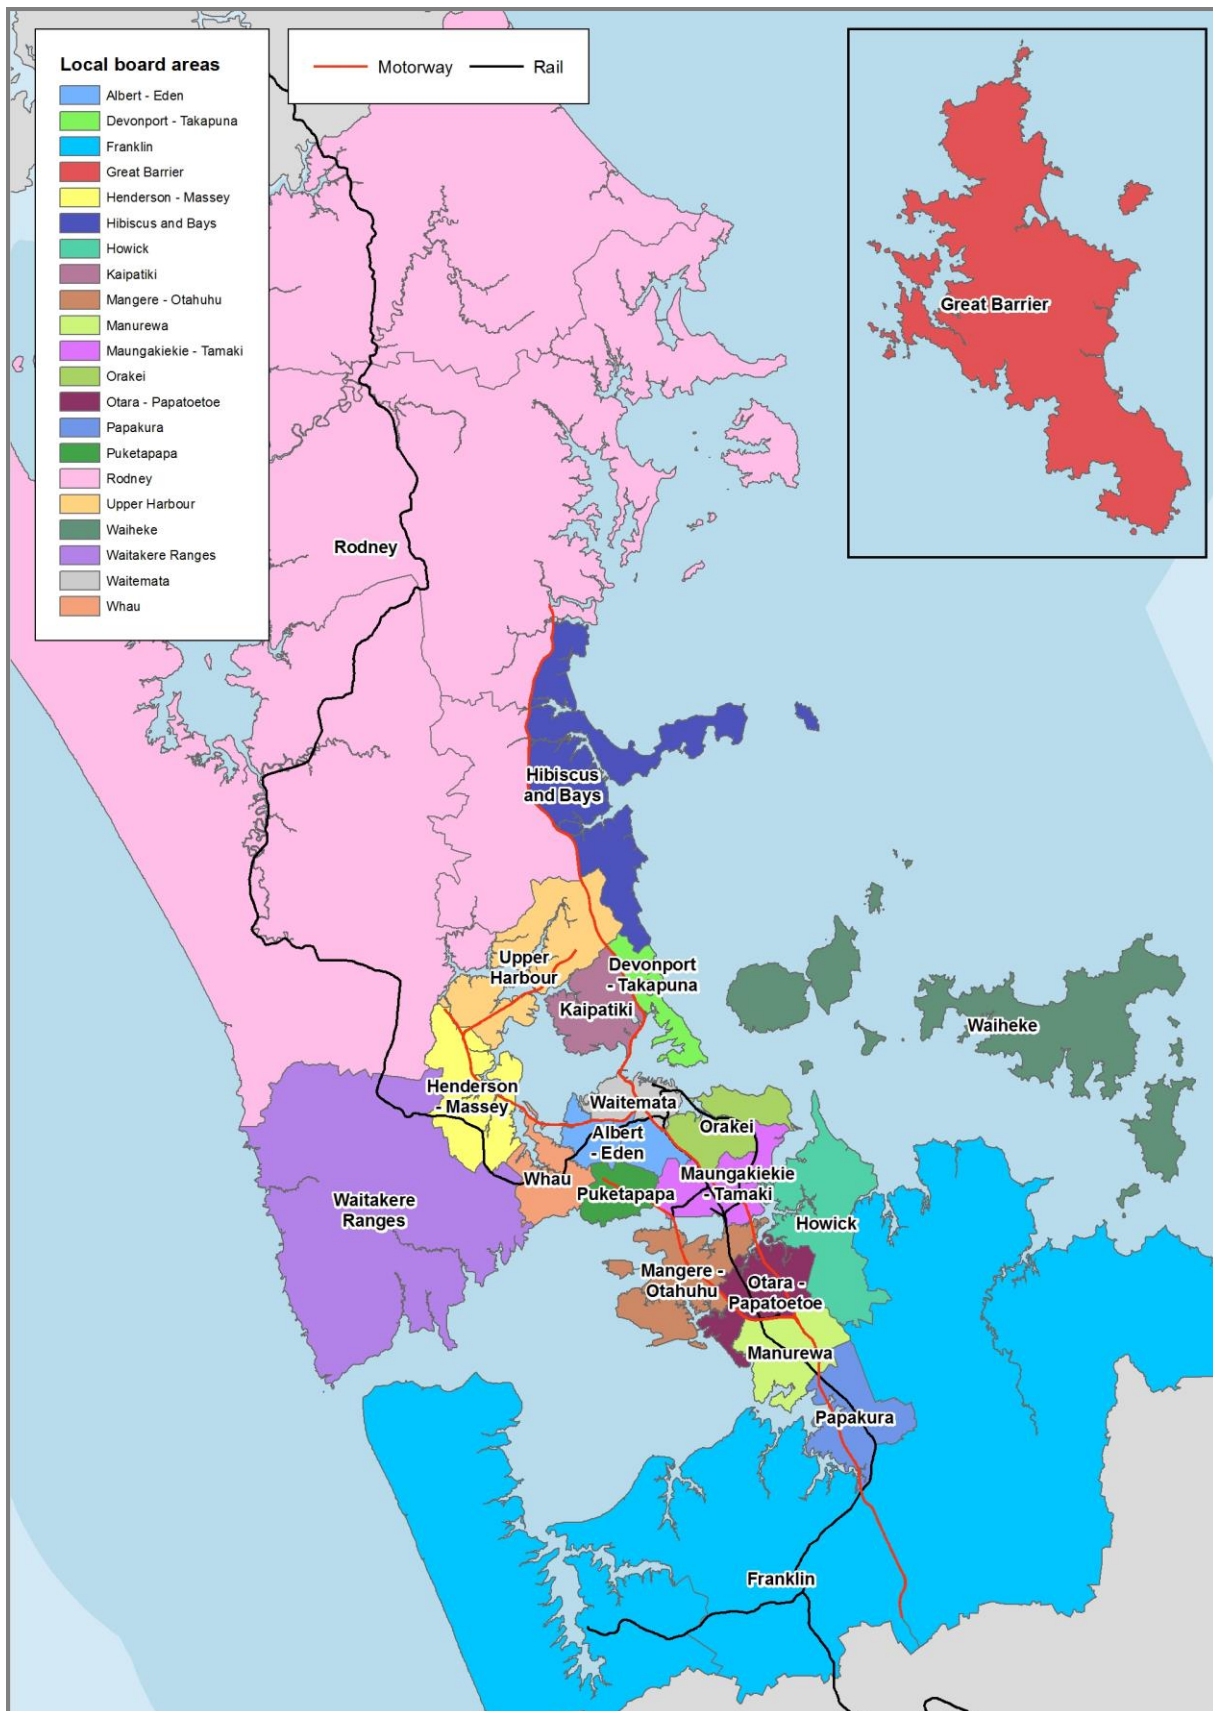 Local board areas
Albert - Eden
Devonport - Takapuna
Franklin
Great Barrier
Henderson - Massey
Hibiscus and Bays
Howick
Kaipatiki
Mangere - Otahuhu
Manurewa
Maungakiekie - Tamaki
Orakei
Otara - Papatoetoe
Papakura
Puketapapa
Rodney
Upper Harbour
Waiheke
Waitakere Ranges
Waitemata
Whau
Motorway
Rail
Great Barrier
Rodney
Hibiscus
and Bays
Upper
Harbour
Devonport
- Takapuna
Kaipatiki
Waiheke
Henderson
- Massey
Waitemata
Orakei
Albert
- Eden
Whau
Maungakiekie
- Tamaki
Puketapapa
Waitakere
Ranges
Howick
Mangere -
Otahuhu
Otara -
Papatoetoe
Manurewa
Papakura
Franklin